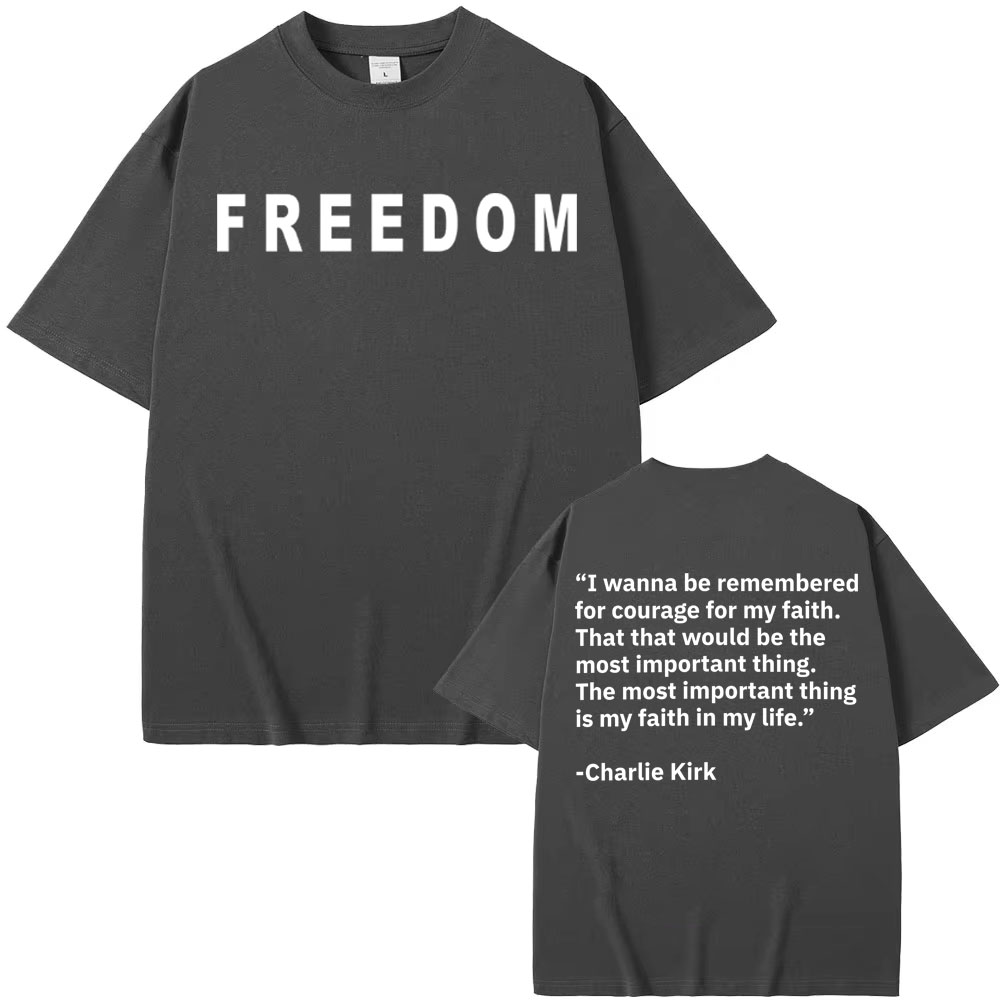 L
FREEDOM
“I wanna be remembered
for courage for my faith.
That that would be the
most important thing.
The most important thing
is my faith in my life.”
-Charlie Kirk